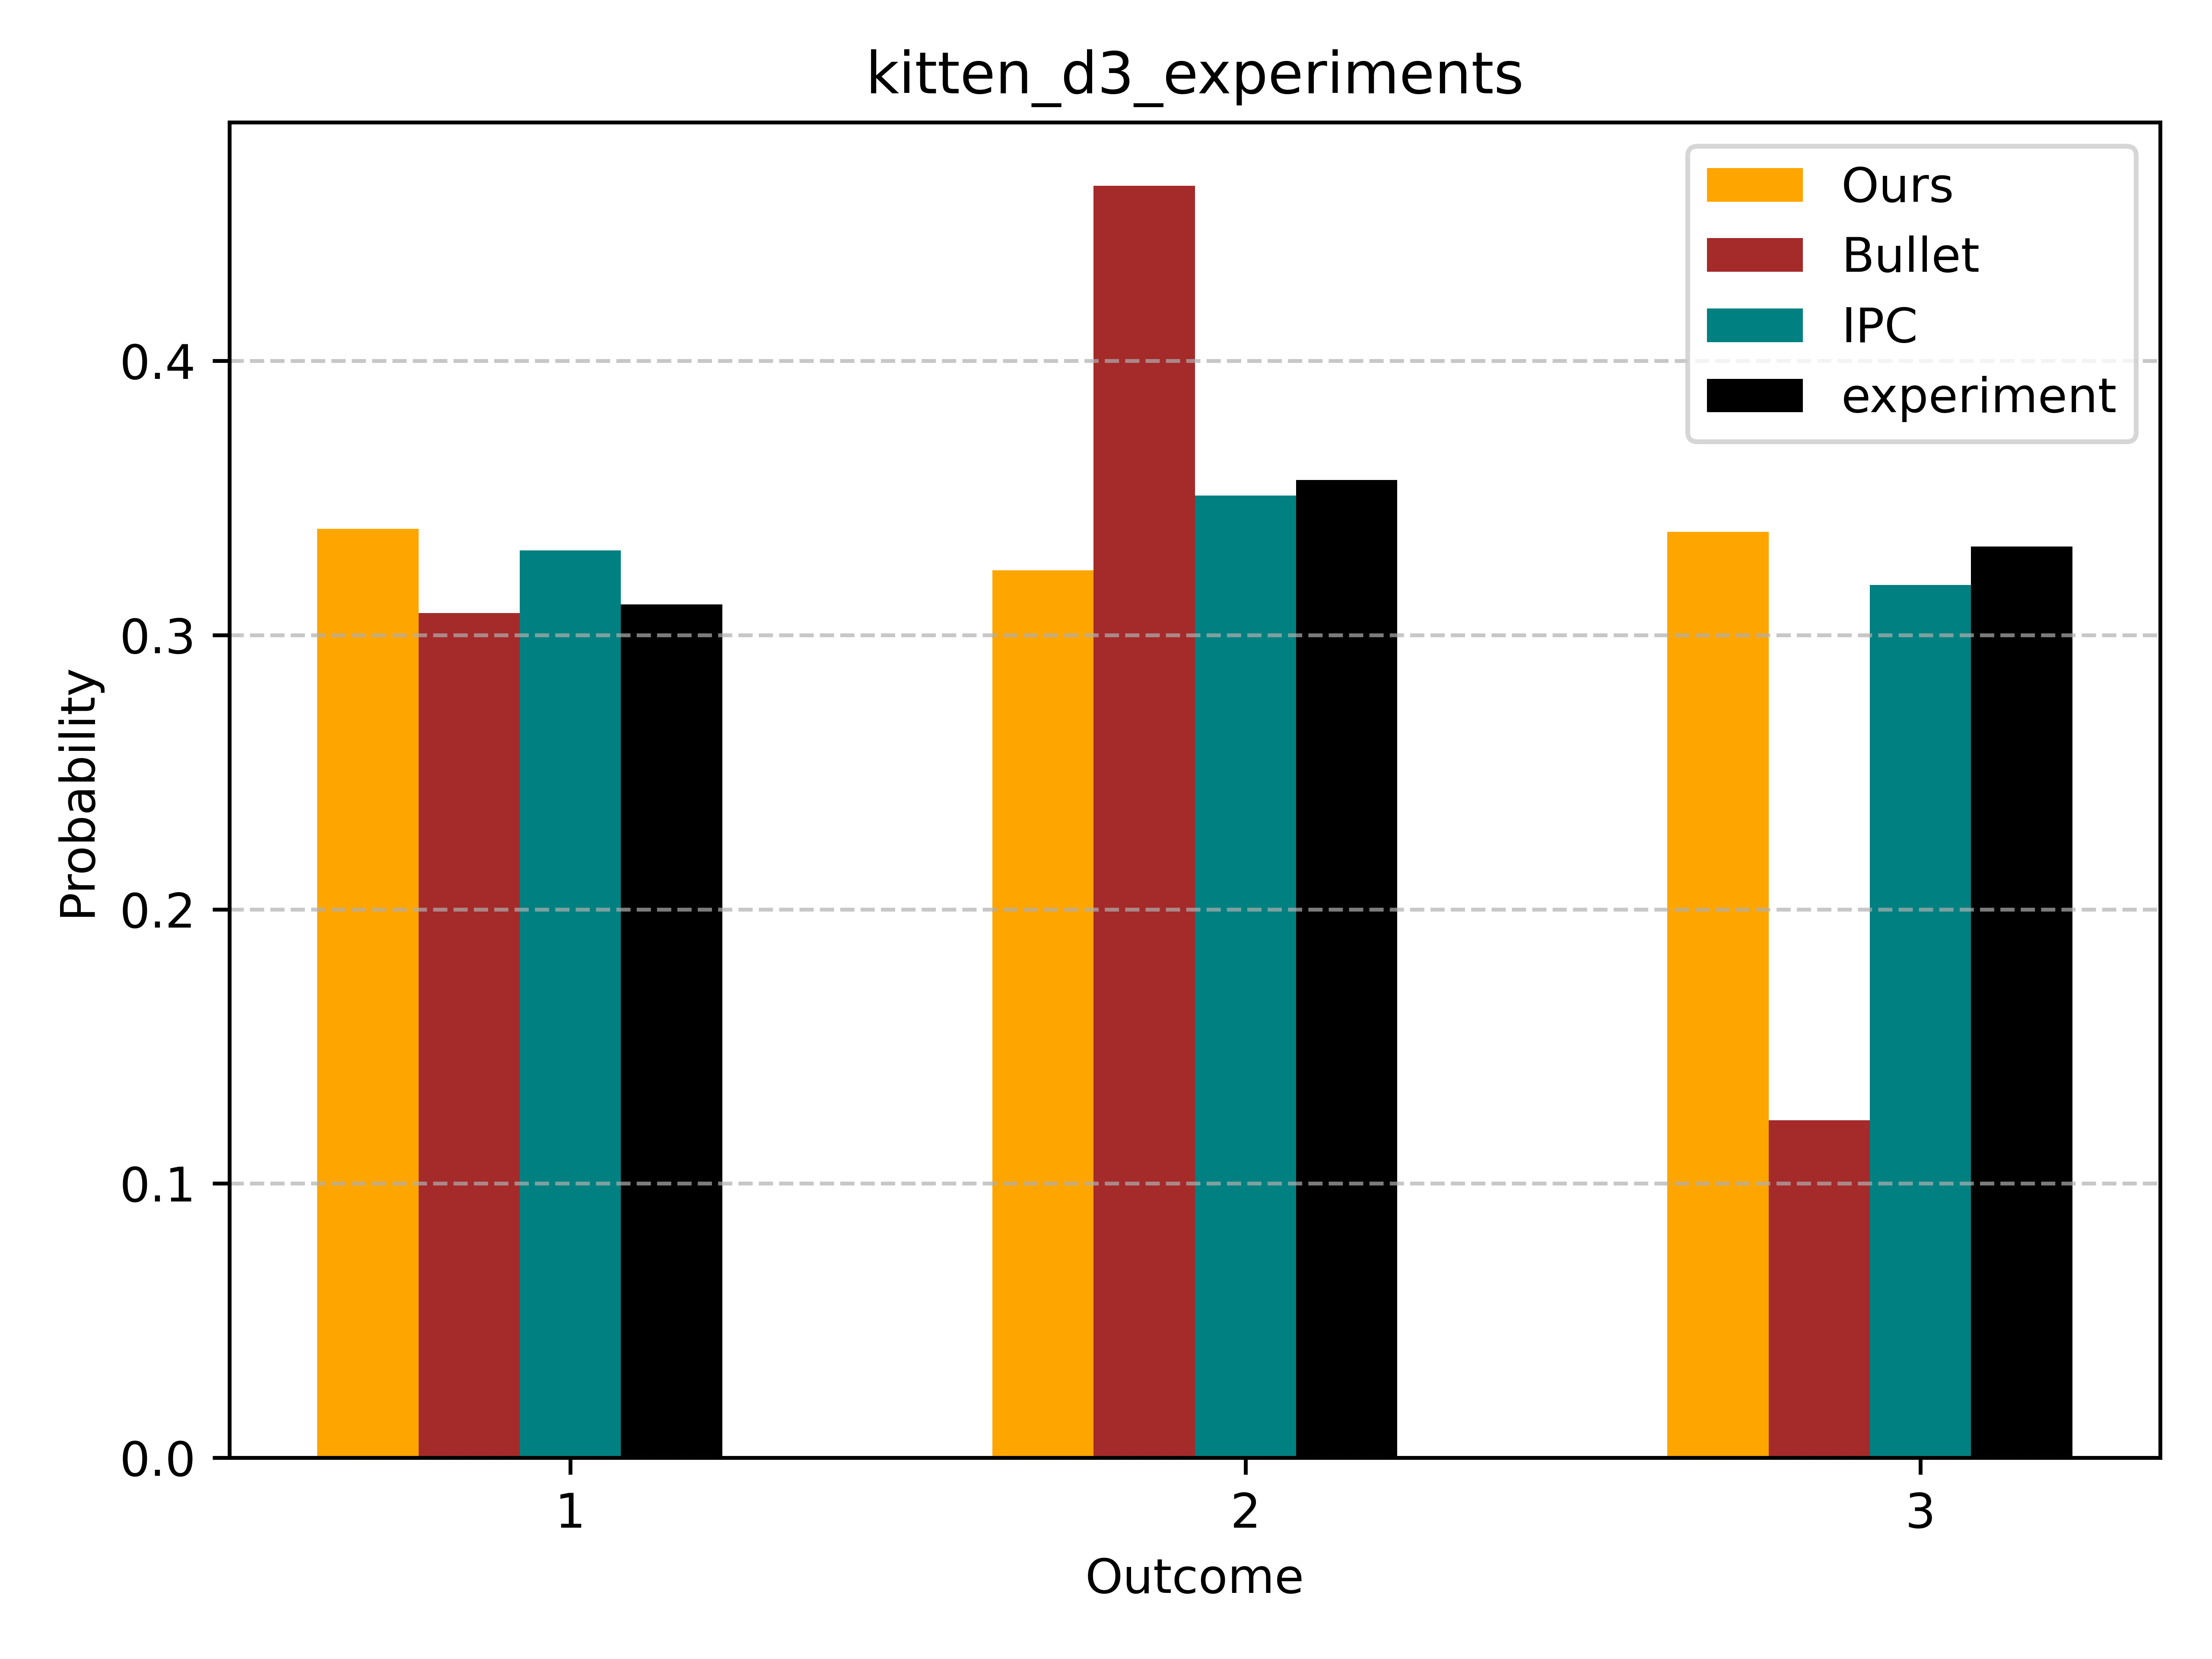 kitten_d3_experiments
Ours
Bullet
IPC
experiment
Probability
0.4
0.3
0.2
0.1
0.0
1 2 3
Outcome